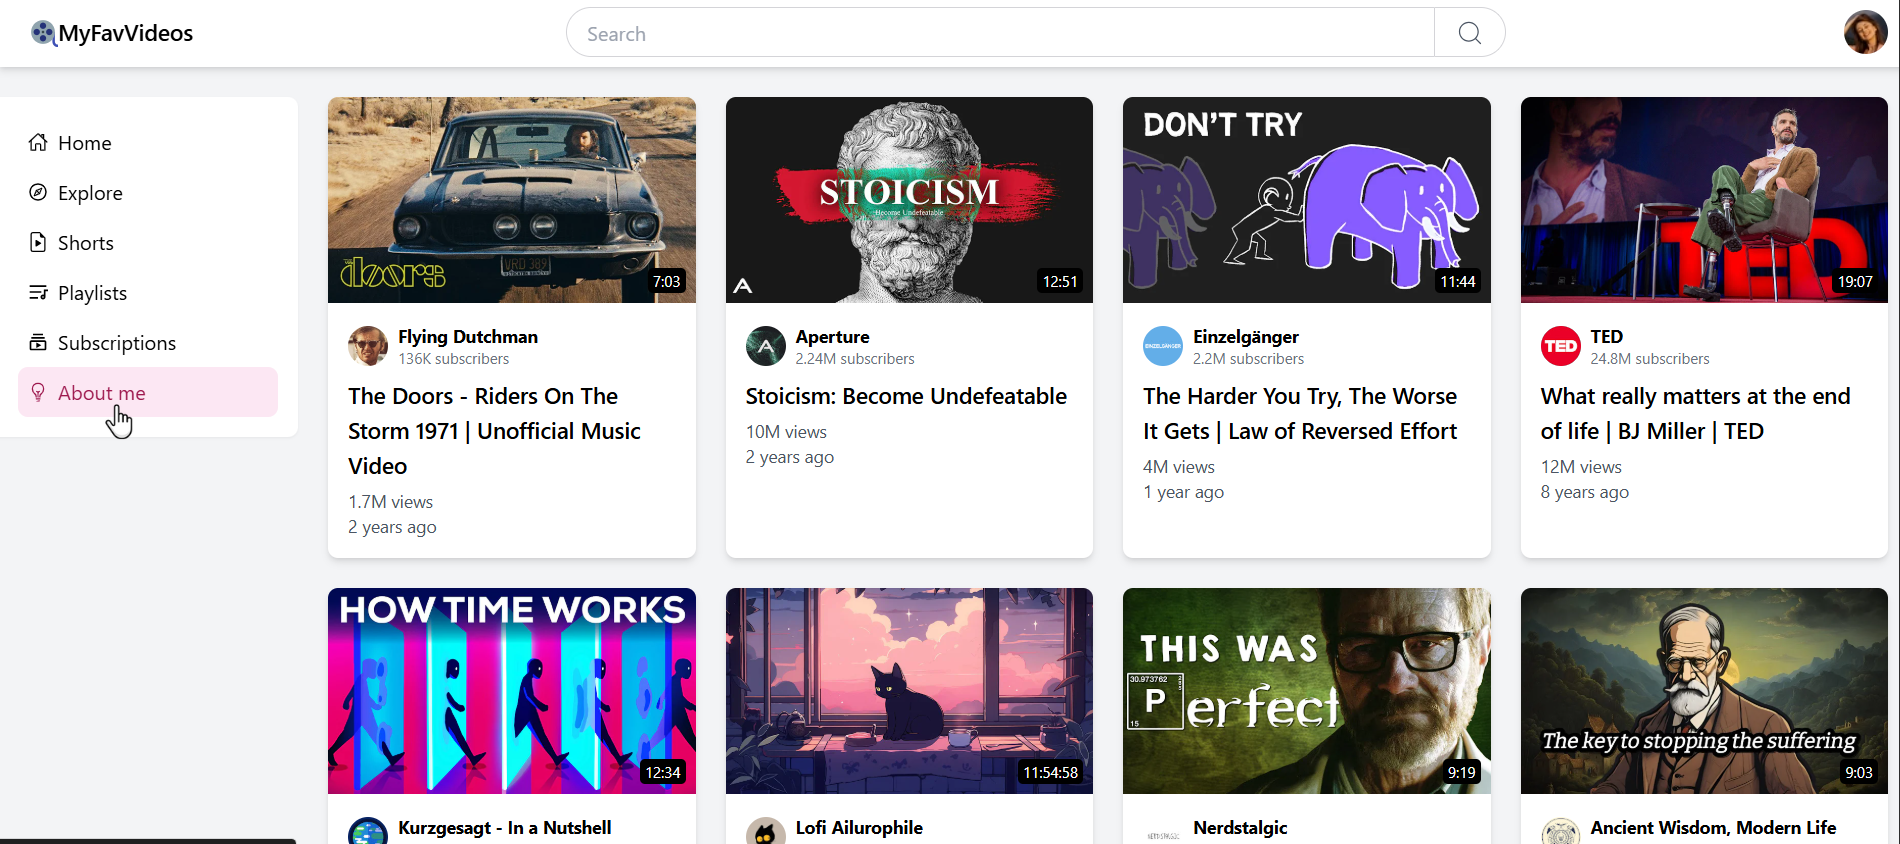 MyFavVideos
Search
Home
Explore
Shorts
Playlists
Subscriptions
About me
the doors
VRD 389
7:03
Flying Dutchman
136K subscribers
The Doors - Riders On The
Storm 1971 | Unofficial Music
Video
1.7M views
2 years ago
STOICISM
Become Undefeatable
A
12:51
Aperture
2.24M subscribers
Stoicism: Become Undefeatable
10M views
2 years ago
DON'T TRY
11:44
EINZELGÄNGER
Einzelgänger
2.2M subscribers
The Harder You Try, The Worse
It Gets | Law of Reversed Effort
4M views
1 year ago
TED
19:07
TED
TED
24.8M subscribers
What really matters at the end
of life | BJ Miller | TED
12M views
8 years ago
HOW TIME WORKS
12:34
Kurzgesagt - In a Nutshell
11:54:58
Lofi Ailurophile
THIS WAS
30.973762
P
15
erfect
9:19
NERDSTALGIC
Nerdstalgic
The key to stopping the suffering
9:03
Ancient Wisdom, Modern Life